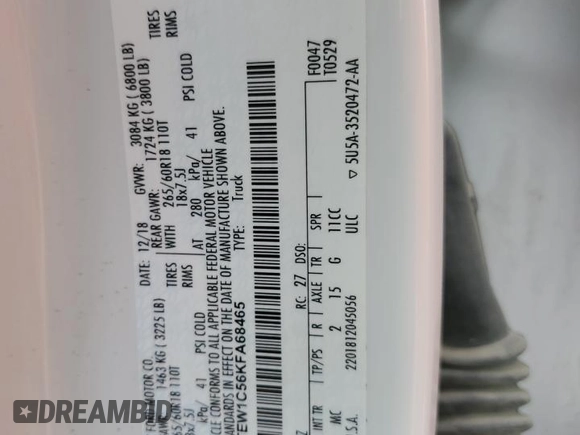 FORD MOTOR CO. DATE: 12/18 GVWR: 3084 KG ( 6800 LB)
1463 KG ( 3225 LB) REAR GAWR: 1724 KG ( 3800 LB)
265/60R18 110T TIRES WITH 265/60R18 110T TIRES
18x7.5J RIMS 18x7.5J RIMS
kPa/ 41 PSI COLD AT 280 kPa/ 41 PSI COLD
CLE CONFORMS TO ALL APPLICABLE FEDERAL MOTOR VEHICLE
ANDARDS IN EFFECT ON THE DATE OF MANUFACTURE SHOWN ABOVE.
EW1C56KFA68465 TYPE: Truck
F0047
T0529
RC: 27 DSO:
INT TR TP/PS R AXLE TR SPR
MC 2 15 G 11CC
S.A. 2201812045056 ULC
▽ 5U5A-3520472-AA
DREAMBID
DREAMBID